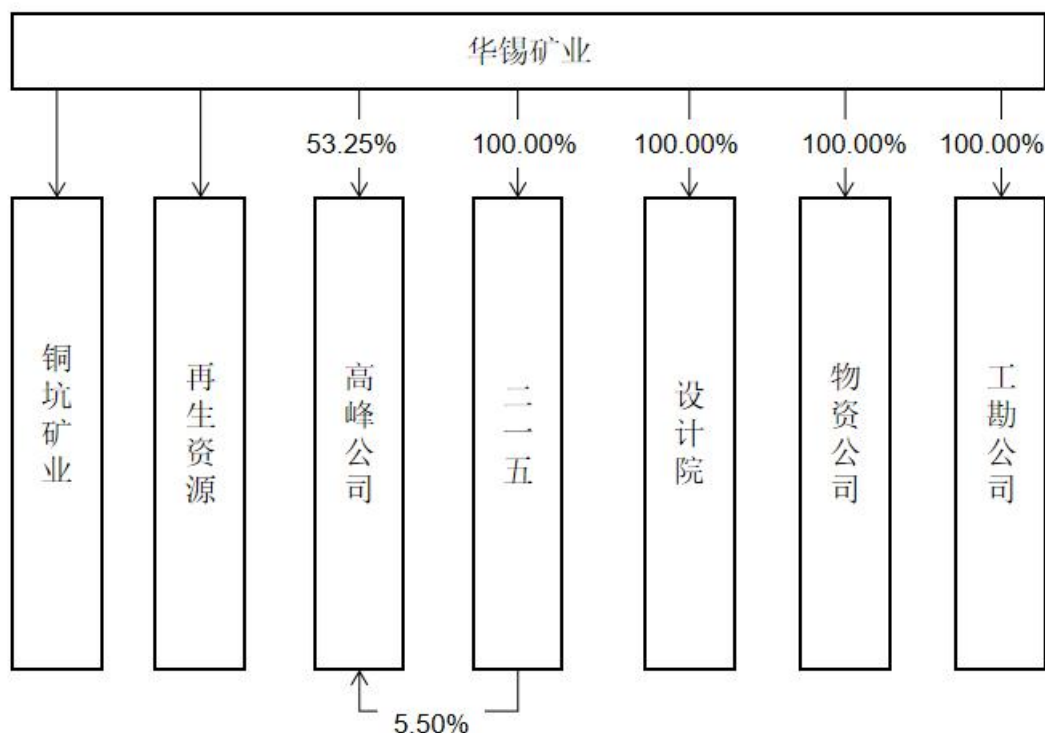 华锡矿业
53.25%
100.00%
100.00%
100.00%
100.00%
铜坑矿业
再生资源
高峰公司
二一五
设计院
物资公司
工勘公司
5.50%